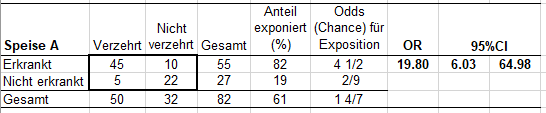 Speise A Verzehrt Nicht verzehrt Gesamt Anteil exponiert (%) Odds (Chance) für Exposition OR 95%CI
Erkrankt 45 10 55 82 4 1/2 19.80 6.03 64.98
Nicht erkrankt 5 22 27 19 2/9
Gesamt 50 32 82 61 1 4/7